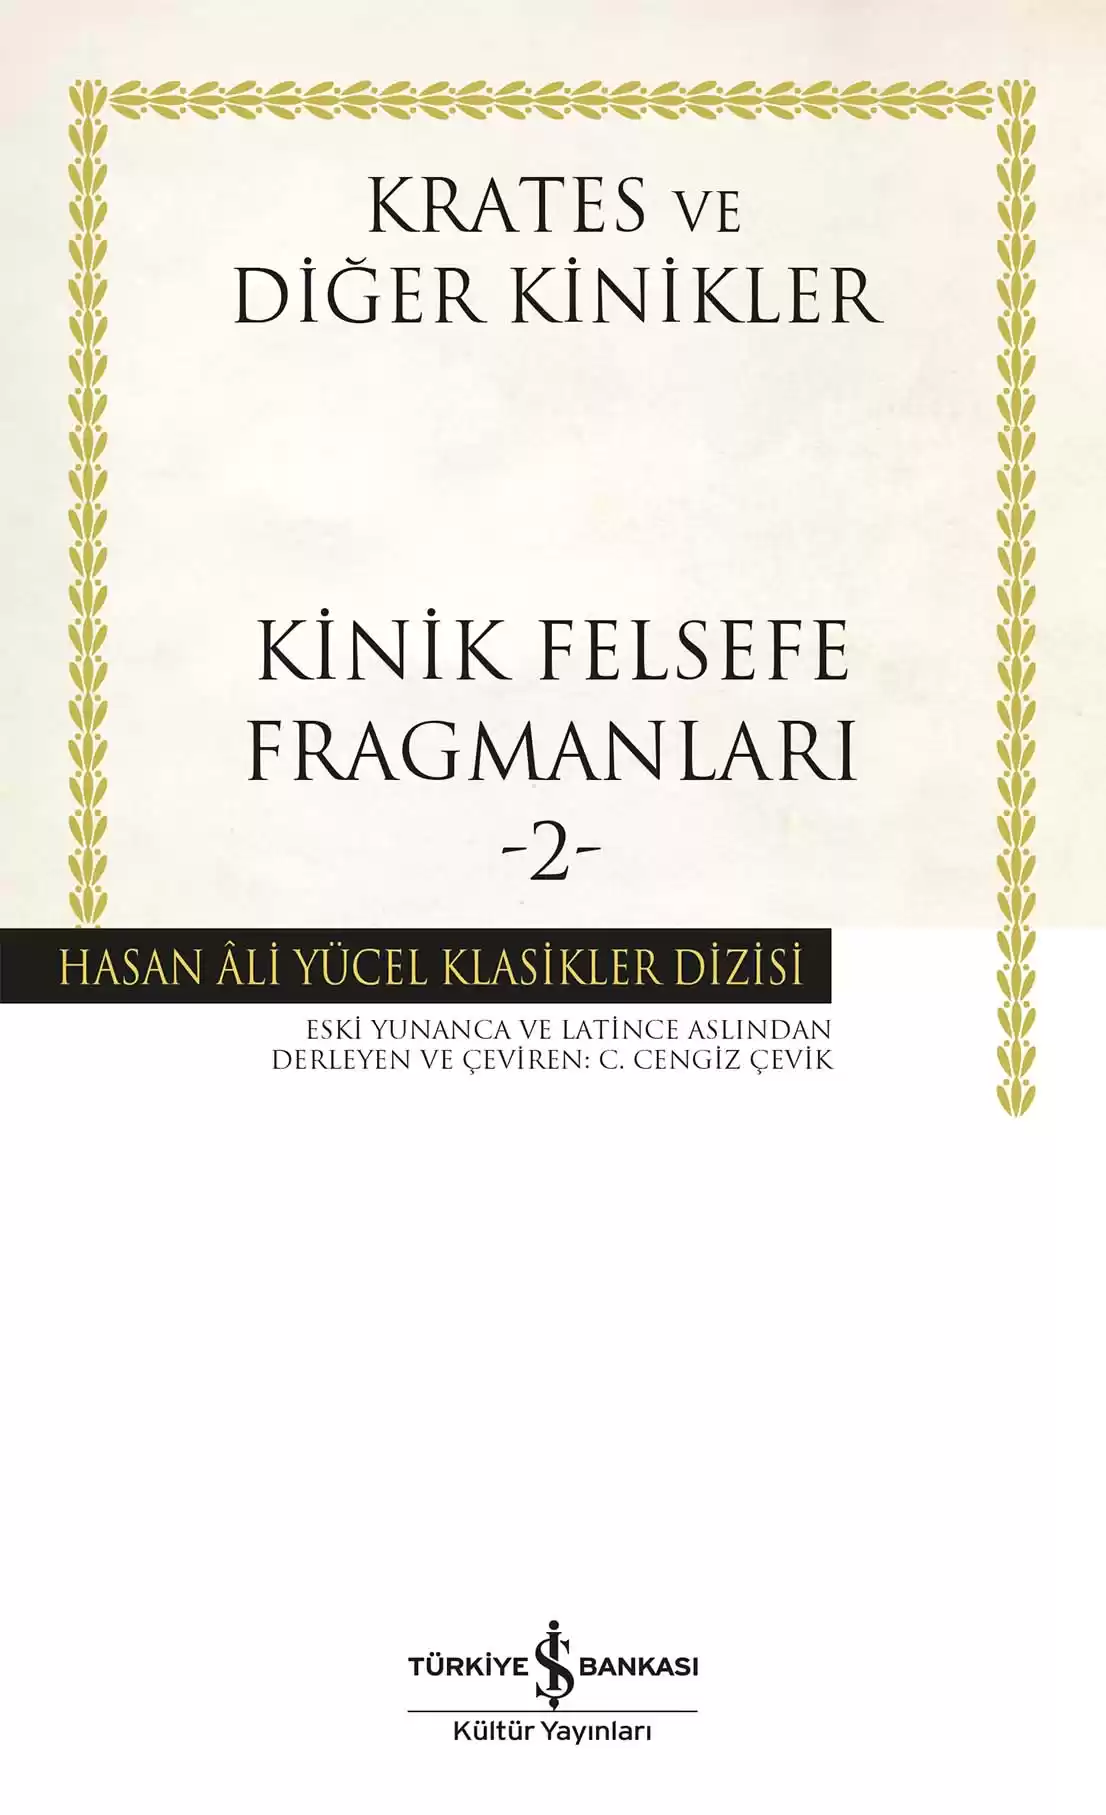 KRATES VE
DİĞER KİNİKLER
KİNİK FELSEFE
FRAGMANLARI
-2-
HASAN ÂLİ YÜCEL KLASİKLER DİZİSİ
ESKİ YUNANCA VE LATİNCE ASLINDAN
DERLEYEN VE ÇEVİREN: C. CENGİZ ÇEVİK
TÜRKİYE İŞ BANKASI
Kültür Yayınları